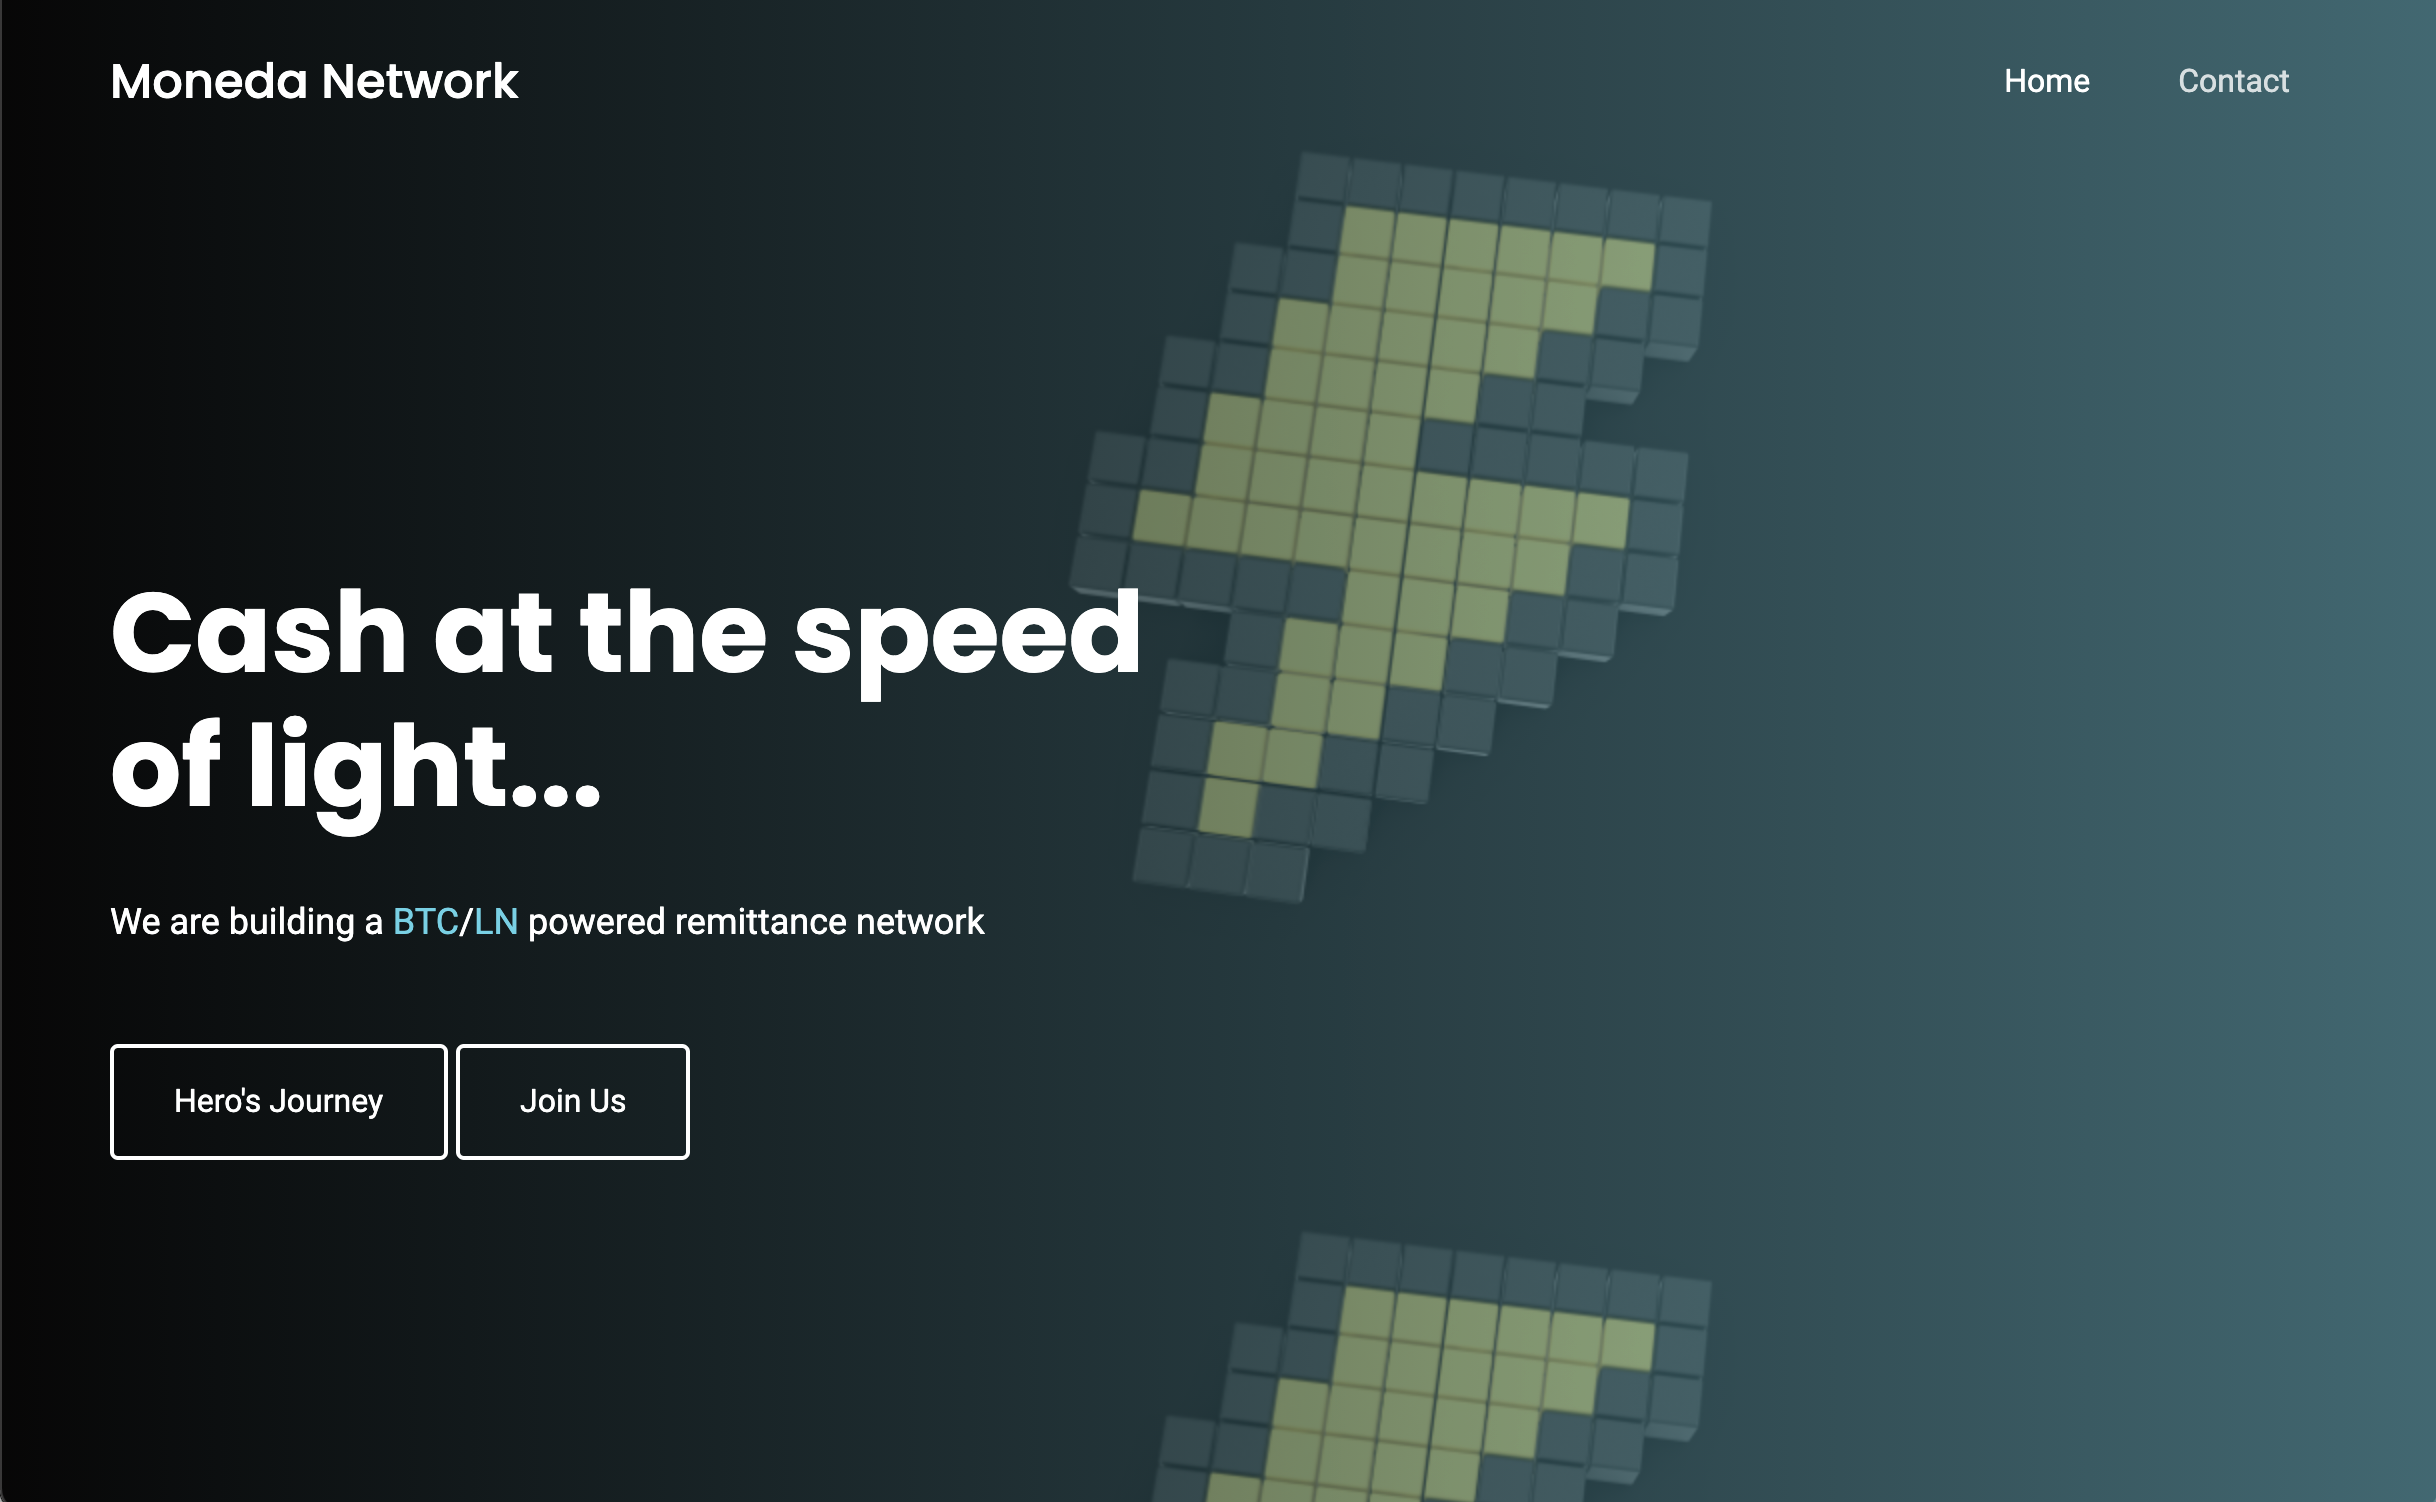 Moneda Network
Home
Contact
Cash at the speed
of light...
We are building a BTC/LN powered remittance network
Hero's Journey
Join Us